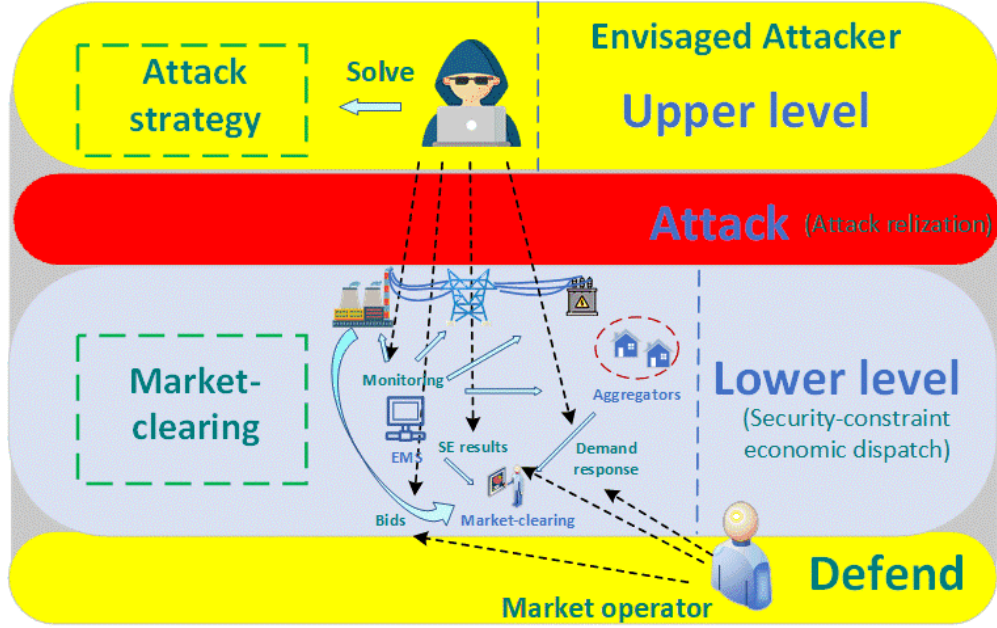 Envisaged Attacker
Upper level
Attack
strategy
Solve
Attack (Attack relization)
Market-
clearing
Monitoring
EMS
SE results
Bids
Market-clearing
Aggregators
Demand
response
Lower level
(Security-constraint
economic dispatch)
Defend
Market operator